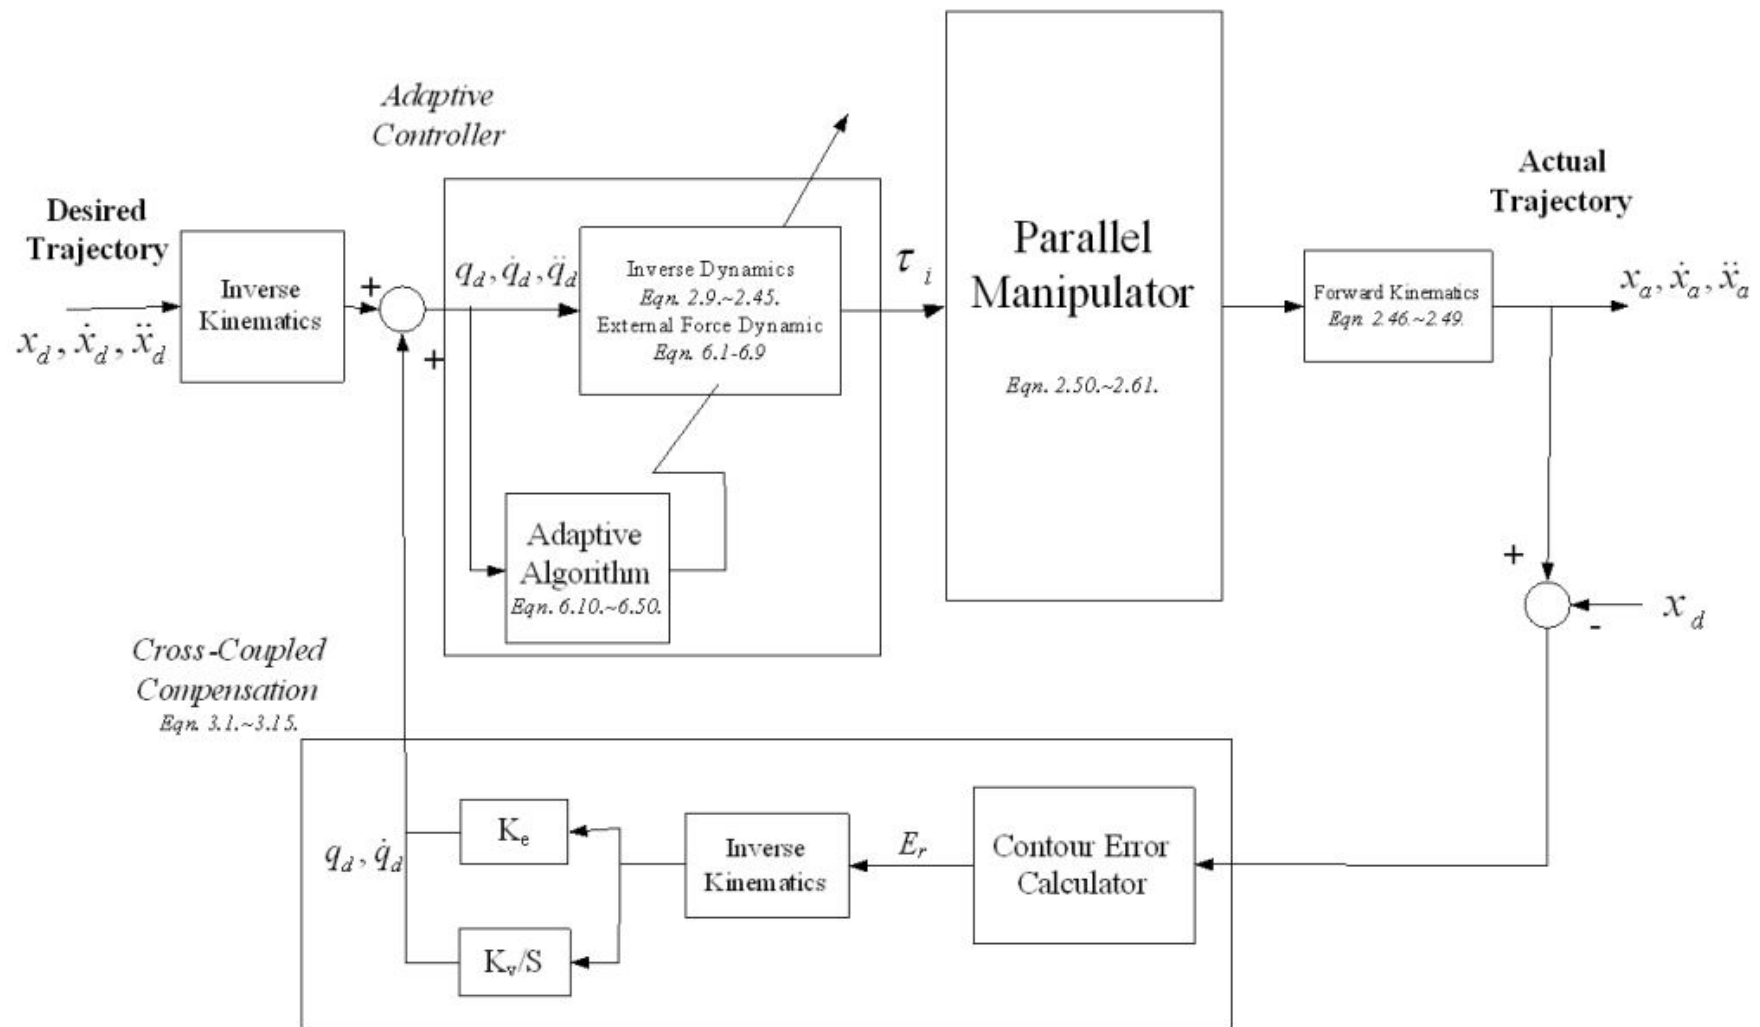 Adaptive
Controller
Desired
Trajectory
x_d, ẋ_d, ẍ_d
Inverse
Kinematics
+
+
q_d, q̇_d, q̈_d
Inverse Dynamics
Eqn. 2.9.~2.45.
External Force Dynamic
Eqn. 6.1-6.9
τ_i
Parallel
Manipulator
Eqn. 2.50.~2.61.
Forward Kinematics
Eqn. 2.46.~2.49.
Actual
Trajectory
x_a, ẋ_a, ẍ_a
Adaptive
Algorithm
Eqn. 6.10.~6.50.
+
-
x_d
Cross-Coupled
Compensation
Eqn. 3.1.~3.15.
q_d, q̇_d
K_e
K_v/S
Inverse
Kinematics
E_r
Contour Error
Calculator